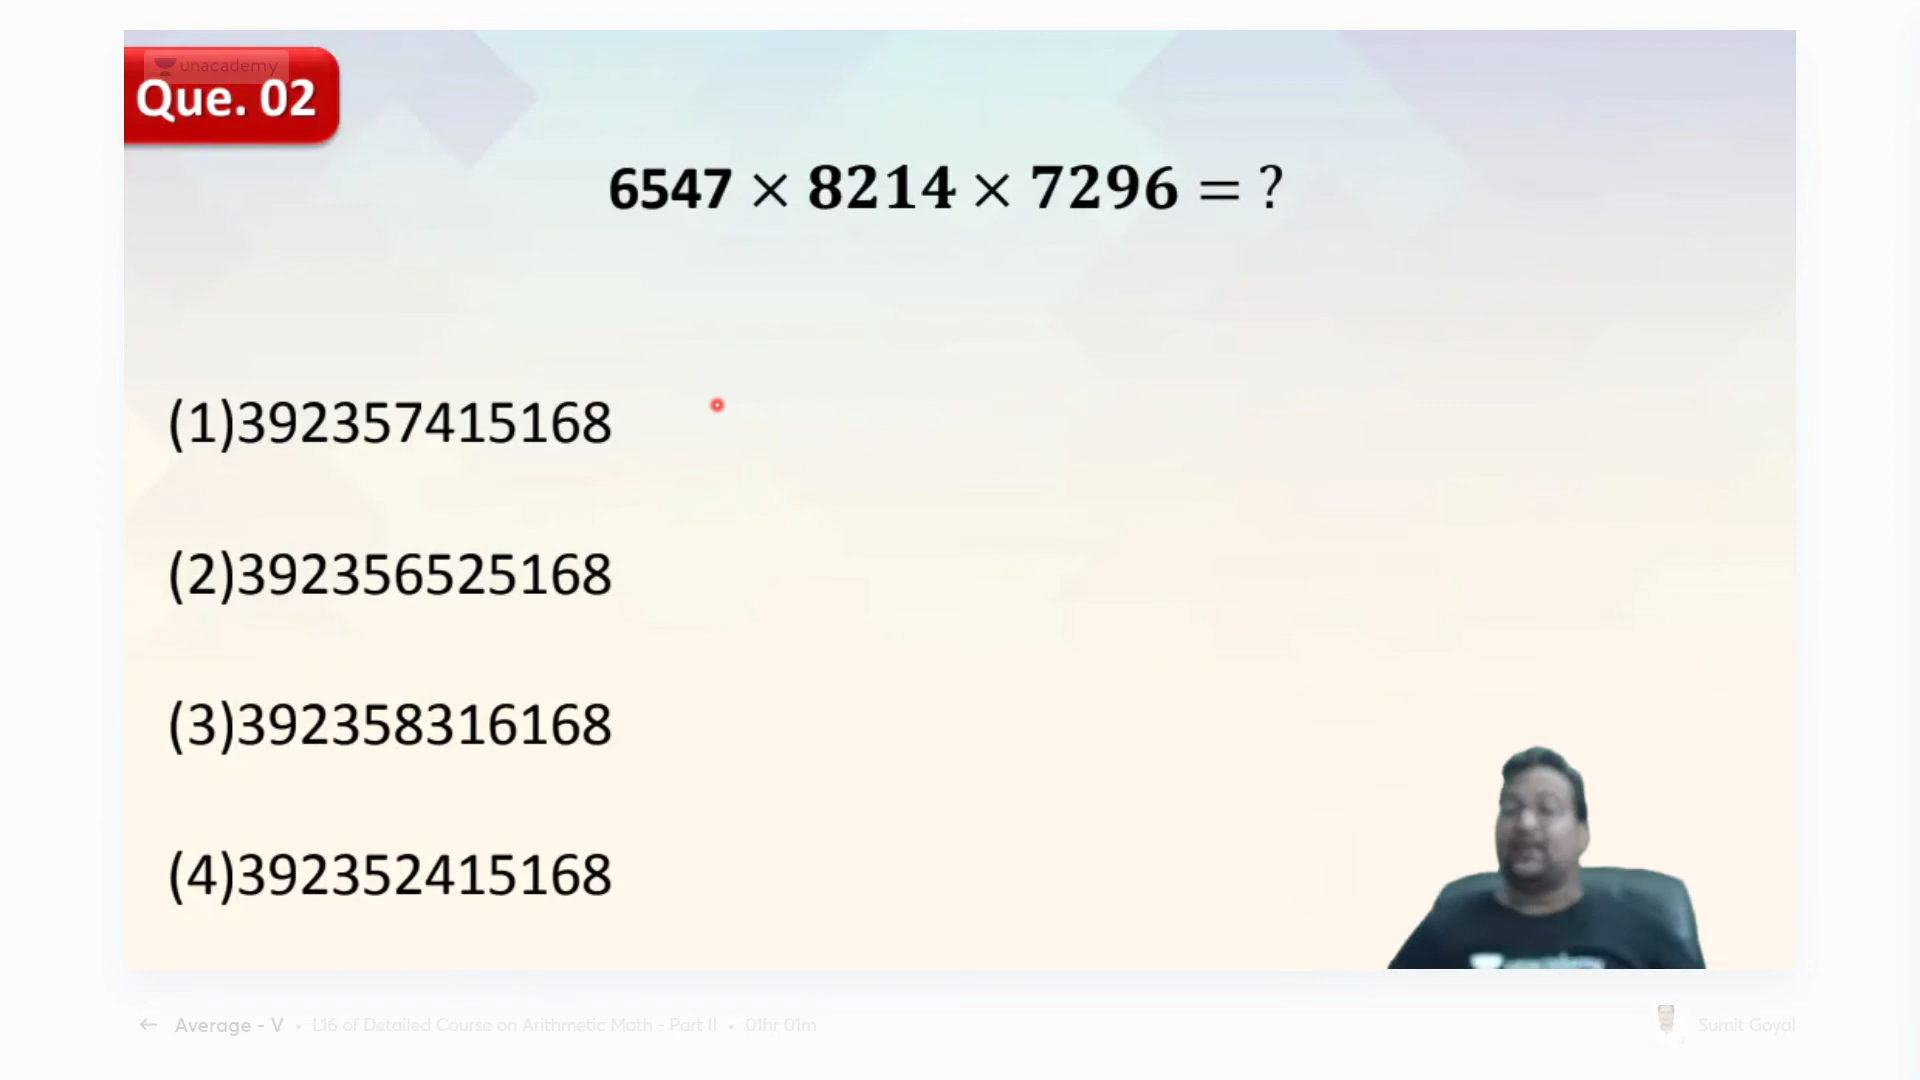 unacademy
Que. 02
6547 × 8214 × 7296 = ?
(1)392357415168
(2)392356525168
(3)392358316168
(4)392352415168
← Average - V • L16 of Detailed Course on Arithmetic Math - Part II • 01hr 01m
Sumit Goyal